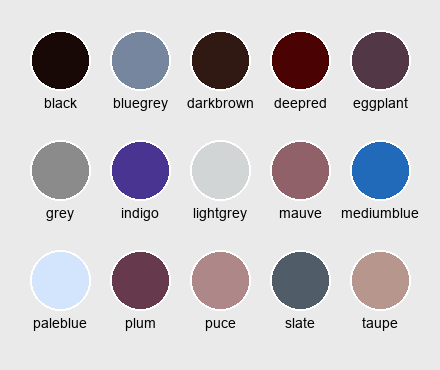 black bluegrey darkbrown deepred eggplant
grey indigo lightgrey mauve mediumblue
paleblue plum puce slate taupe